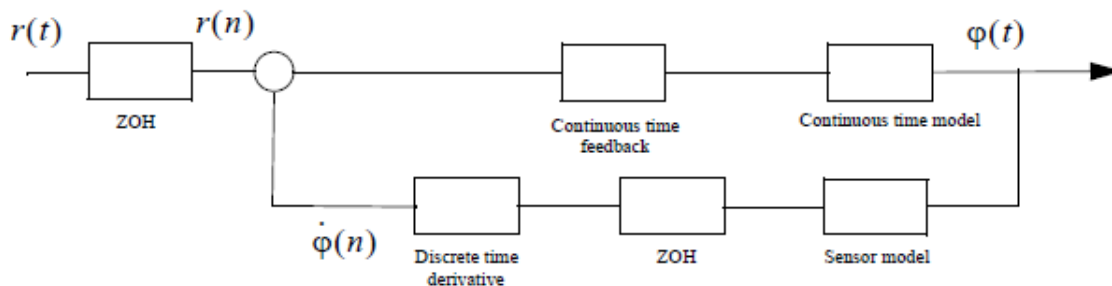 r(t)
r(n)
φ(t)
ZOH
Continuous time
feedback
Continuous time model
φ̇(n)
Discrete time
derivative
ZOH
Sensor model